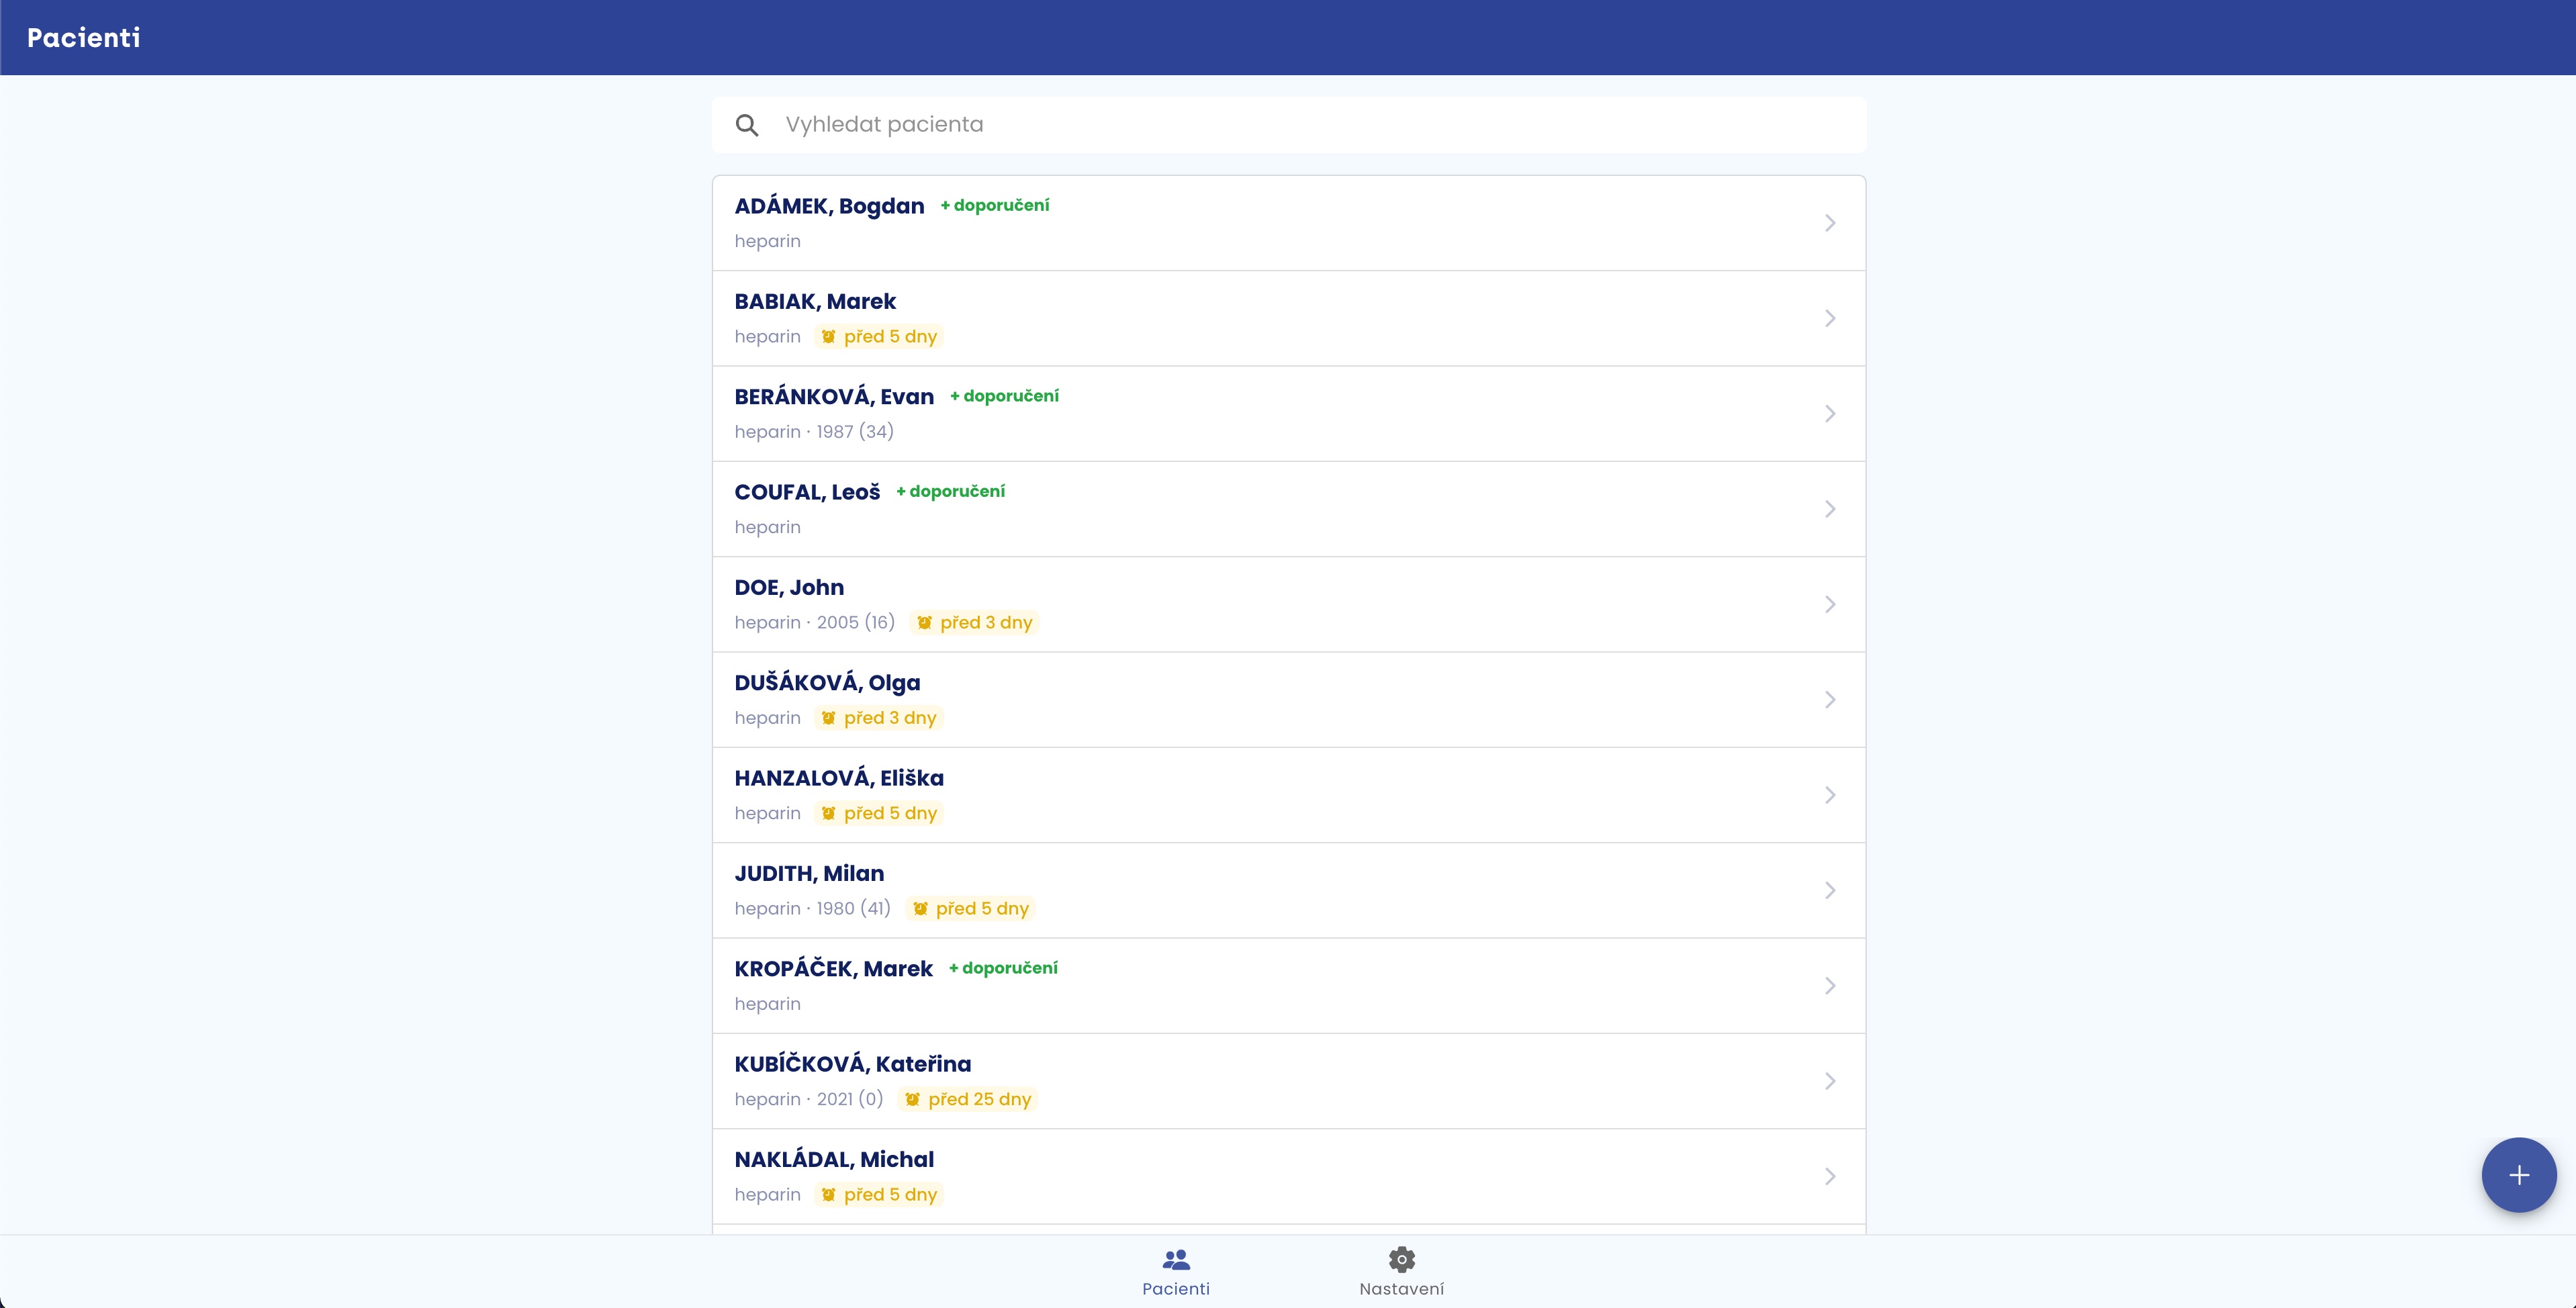 Pacienti
Vyhledat pacienta
ADÁMEK, Bogdan + doporučení
heparin
BABIAK, Marek
heparin před 5 dny
BERÁNKOVÁ, Evan + doporučení
heparin · 1987 (34)
COUFAL, Leoš + doporučení
heparin
DOE, John
heparin · 2005 (16) před 3 dny
DUŠÁKOVÁ, Olga
heparin před 3 dny
HANZALOVÁ, Eliška
heparin před 5 dny
JUDITH, Milan
heparin · 1980 (41) před 5 dny
KROPÁČEK, Marek + doporučení
heparin
KUBÍČKOVÁ, Kateřina
heparin · 2021 (0) před 25 dny
NAKLÁDAL, Michal
heparin před 5 dny
Pacienti Nastavení